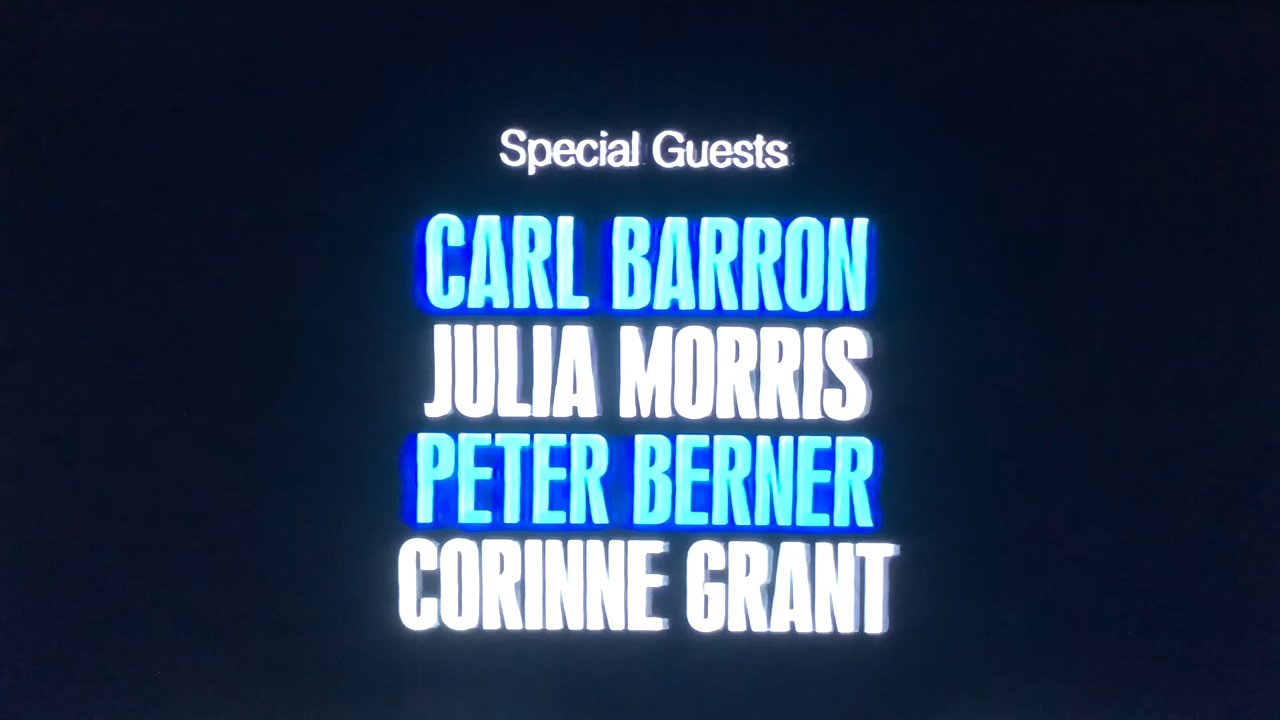 Special Guests
CARL BARRON
JULIA MORRIS
PETER BERNER
CORINNE GRANT